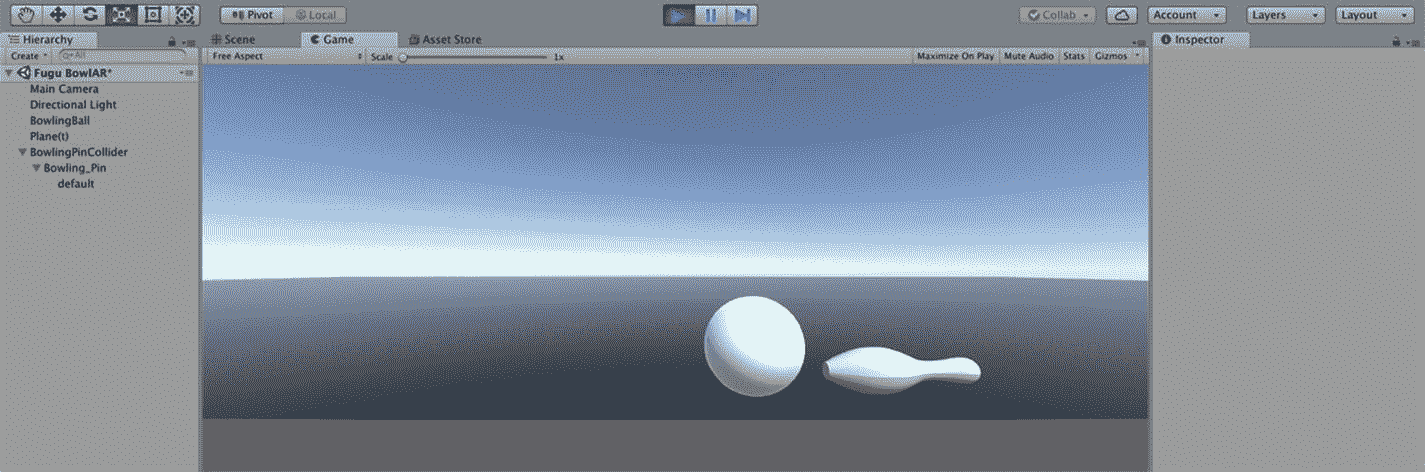 Pivot Local Collab Account Layers Layout
Hierarchy Scene Game Asset Store Inspector
Create All Free Aspect Scale 1x Maximize On Play Mute Audio Stats Gizmos
Fugu BowlAR*
Main Camera
Directional Light
BowlingBall
Plane(t)
BowlingPinCollider
Bowling_Pin
default